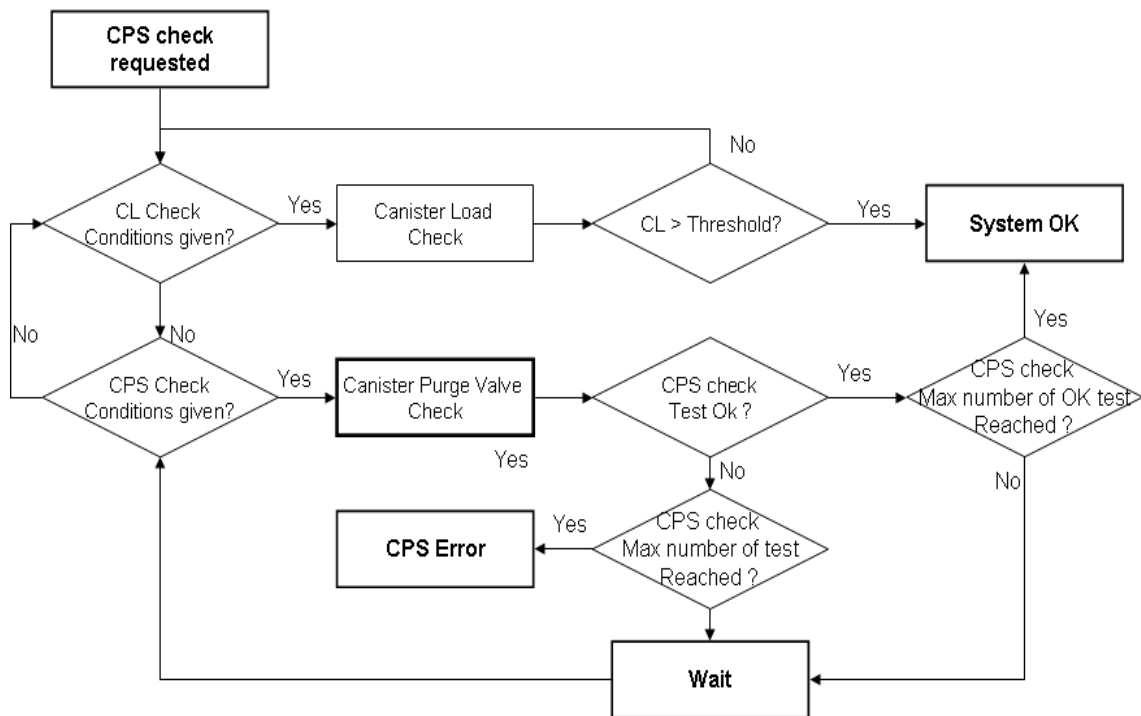 CPS check
requested
No
CL Check
Conditions given?
Yes
Canister Load
Check
CL > Threshold?
Yes
System OK
No
No
Yes
CPS Check
Conditions given?
Yes
Canister Purge Valve
Check
CPS check
Test Ok ?
Yes
CPS check
Max number of OK test
Reached ?
Yes
No
No
CPS Error
Yes
CPS check
Max number of test
Reached ?
Wait